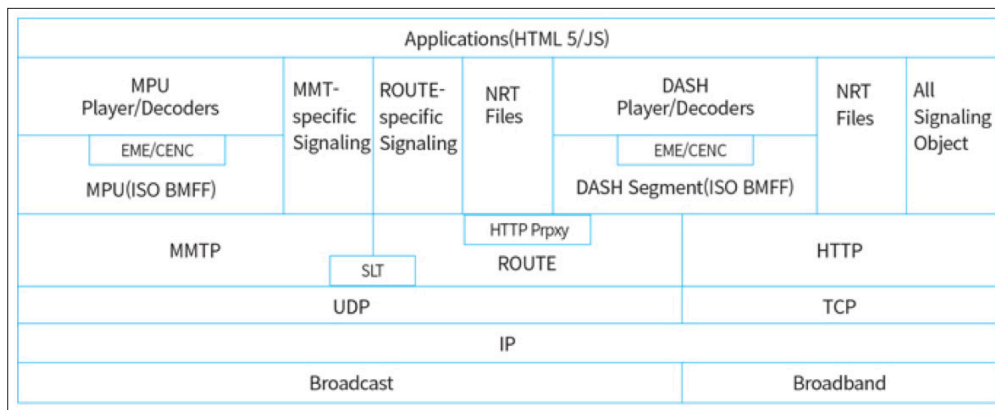 Applications(HTML 5/JS)
MPU
Player/Decoders
EME/CENC
MPU(ISO BMFF)
MMT-
specific
Signaling
ROUTE-
specific
Signaling
NRT
Files
DASH
Player/Decoders
EME/CENC
DASH Segment(ISO BMFF)
NRT
Files
All
Signaling
Object
MMTP
SLT
HTTP Prpxy
ROUTE
HTTP
UDP
TCP
IP
Broadcast
Broadband